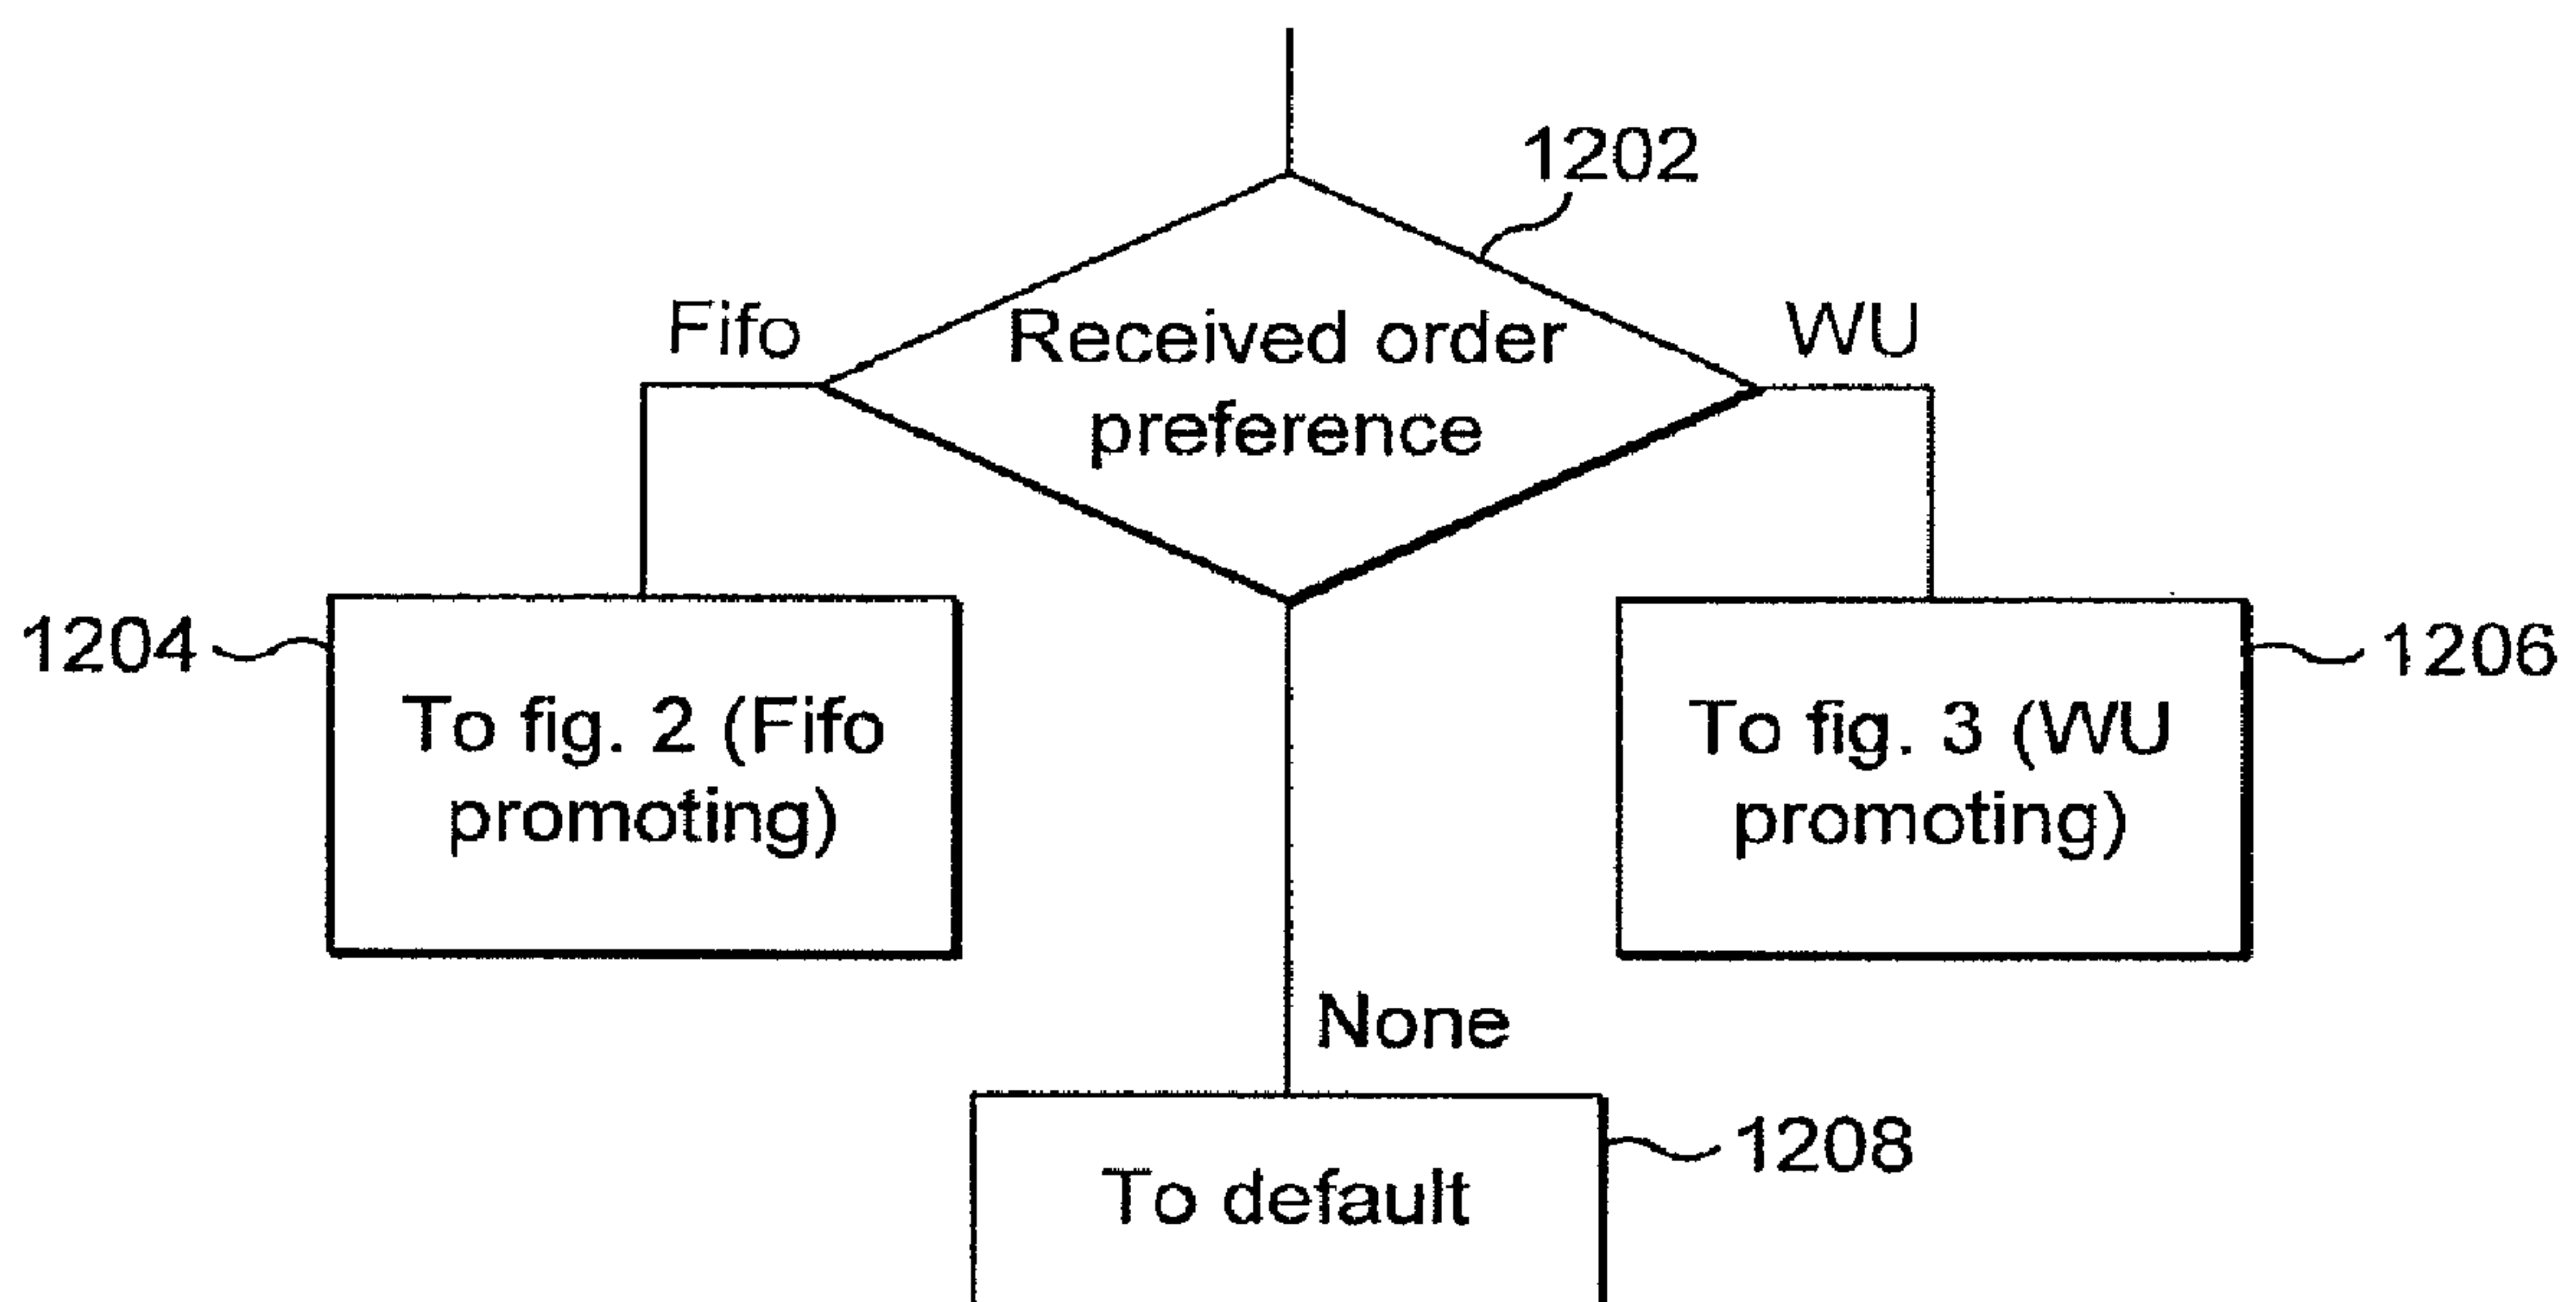 1202
Fifo
Received order
preference
WU
1204
To fig. 2 (Fifo
promoting)
To fig. 3 (WU
promoting)
1206
None
To default
1208